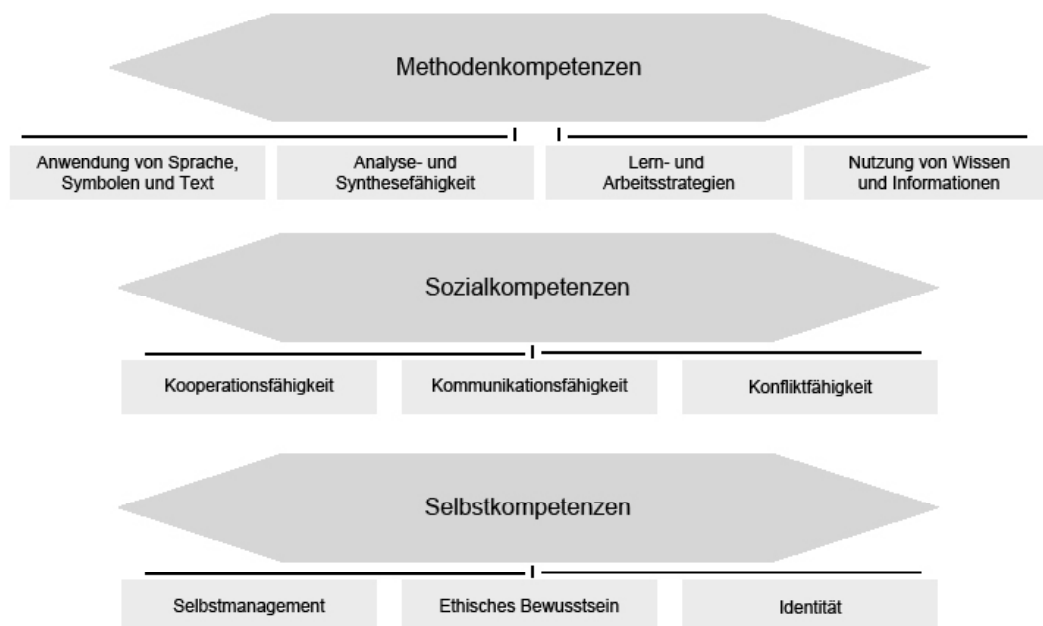 Methodenkompetenzen
Anwendung von Sprache,
Symbolen und Text
Analyse- und
Synthesefähigkeit
Lern- und
Arbeitsstrategien
Nutzung von Wissen
und Informationen
Sozialkompetenzen
Kooperationsfähigkeit
Kommunikationsfähigkeit
Konfliktfähigkeit
Selbstkompetenzen
Selbstmanagement
Ethisches Bewusstsein
Identität